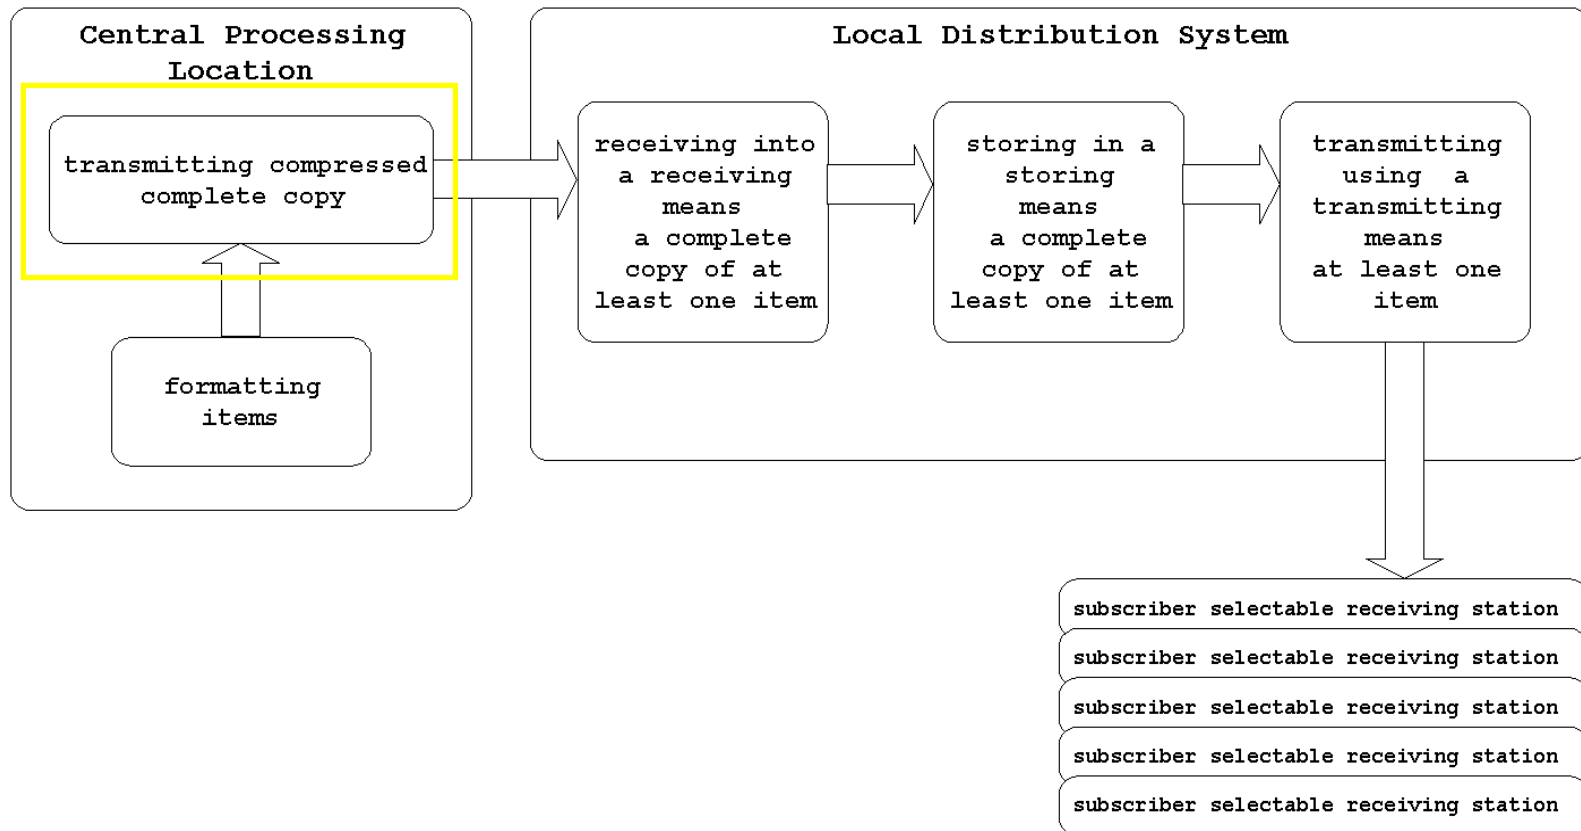 Central Processing
Location
transmitting compressed
complete copy
formatting
items
Local Distribution System
receiving into
a receiving
means
a complete
copy of at
least one item
storing in a
storing
means
a complete
copy of at
least one item
transmitting
using a
transmitting
means
at least one
item
subscriber selectable receiving station
subscriber selectable receiving station
subscriber selectable receiving station
subscriber selectable receiving station
subscriber selectable receiving station